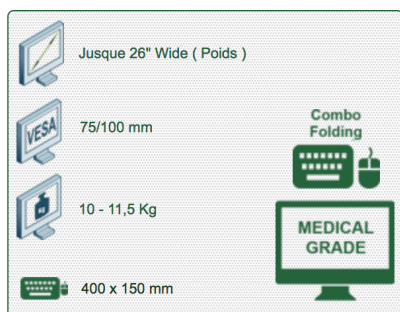 Jusque 26" Wide ( Poids )
VESA
75/100 mm
Combo
Folding
KG
10 - 11,5 Kg
MEDICAL
GRADE
400 x 150 mm